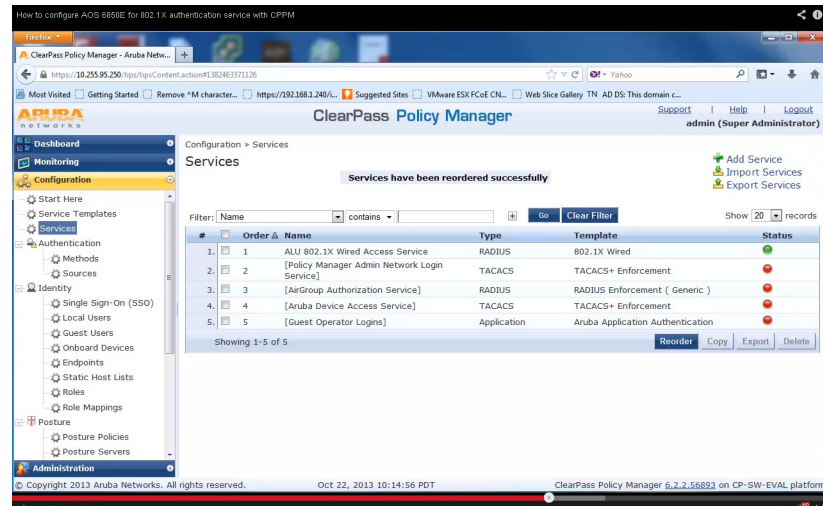 How to configure AOS 6850E for 802.1X authentication service with CPPM
Firefox
ClearPass Policy Manager - Aruba Netw...
https://10.255.95.250/tips/tipsContent.action#1382463371126
Yahoo
Most Visited Getting Started Remove ^M character... https://192.168.1.240/i... Suggested Sites VMware ESX FCoE CN... Web Slice Gallery TN AD DS: This domain c...
ARUBA
networks
ClearPass Policy Manager
Support | Help | Logout
admin (Super Administrator)
Dashboard
Monitoring
Configuration
Start Here
Service Templates
Services
Authentication
Methods
Sources
Identity
Single Sign-On (SSO)
Local Users
Guest Users
Onboard Devices
Endpoints
Static Host Lists
Roles
Role Mappings
Posture
Posture Policies
Posture Servers
Administration
Configuration » Services
Services
Services have been reordered successfully
Add Service
Import Services
Export Services
Filter: Name contains + Go Clear Filter Show 20 records
# Order Name Type Template Status
1. 1 ALU 802.1X Wired Access Service RADIUS 802.1X Wired
2. 2 [Policy Manager Admin Network Login Service] TACACS TACACS+ Enforcement
3. 3 [AirGroup Authorization Service] RADIUS RADIUS Enforcement ( Generic )
4. 4 [Aruba Device Access Service] TACACS TACACS+ Enforcement
5. 5 [Guest Operator Logins] Application Aruba Application Authentication
Showing 1-5 of 5 Reorder Copy Export Delete
© Copyright 2013 Aruba Networks. All rights reserved. Oct 22, 2013 10:14:56 PDT ClearPass Policy Manager 6.2.2.56893 on CP-SW-EVAL platform